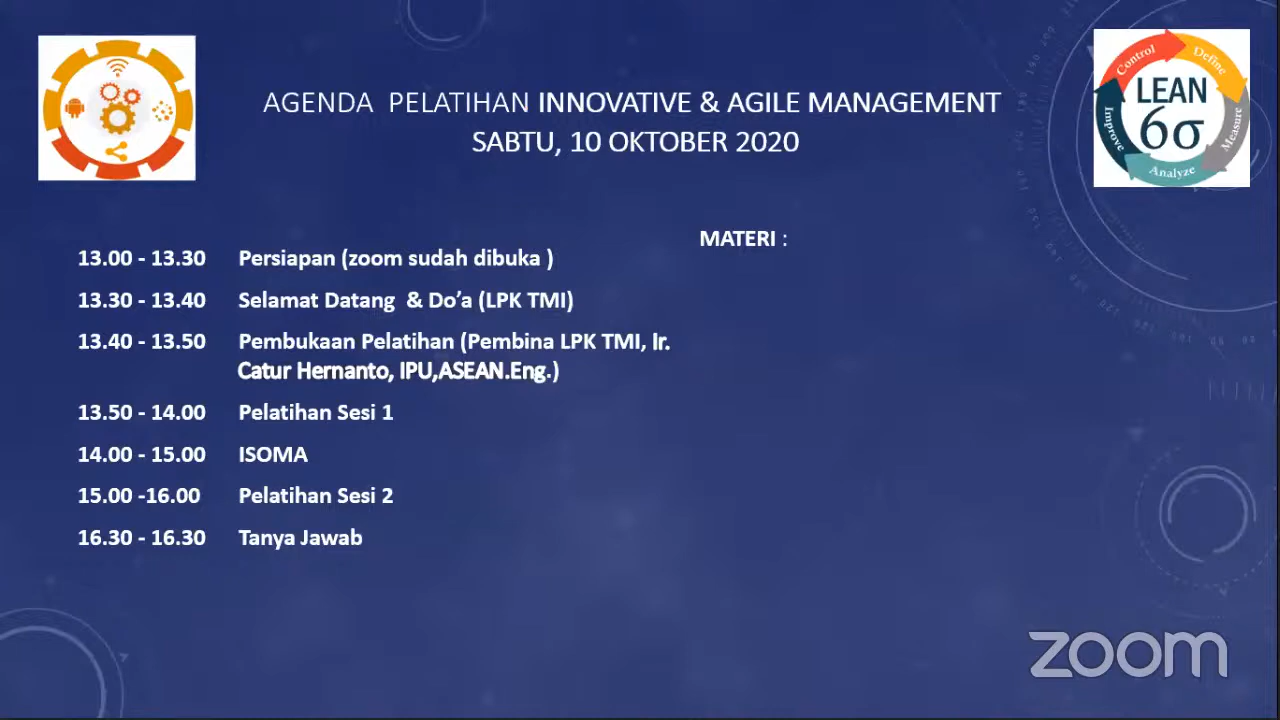 AGENDA PELATIHAN INNOVATIVE & AGILE MANAGEMENT
SABTU, 10 OKTOBER 2020
Control
Define
Measure
Analyze
Improve
LEAN
6σ
13.00 - 13.30 Persiapan (zoom sudah dibuka )
13.30 - 13.40 Selamat Datang & Do’a (LPK TMI)
13.40 - 13.50 Pembukaan Pelatihan (Pembina LPK TMI, Ir.
Catur Hernanto, IPU,ASEAN.Eng.)
13.50 - 14.00 Pelatihan Sesi 1
14.00 - 15.00 ISOMA
15.00 -16.00 Pelatihan Sesi 2
16.30 - 16.30 Tanya Jawab
MATERI :
zoom